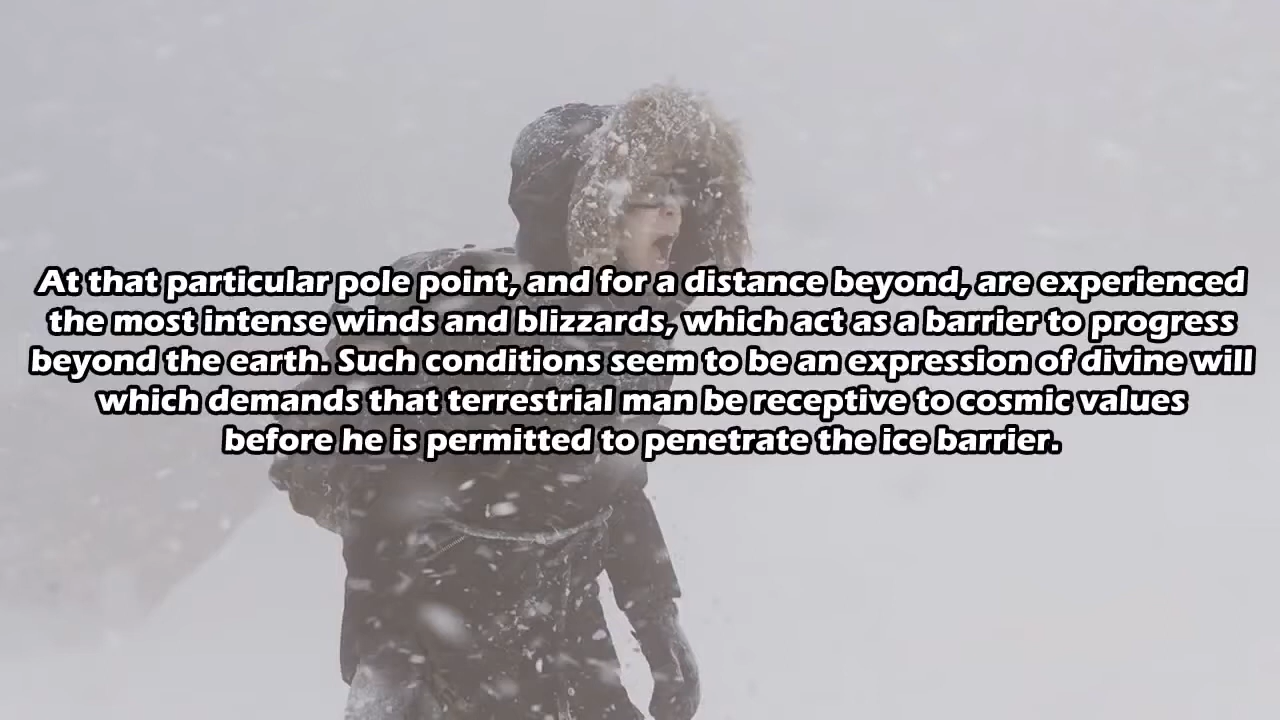 At that particular pole point, and for a distance beyond, are experienced
the most intense winds and blizzards, which act as a barrier to progress
beyond the earth. Such conditions seem to be an expression of divine will
which demands that terrestrial man be receptive to cosmic values
before he is permitted to penetrate the ice barrier.